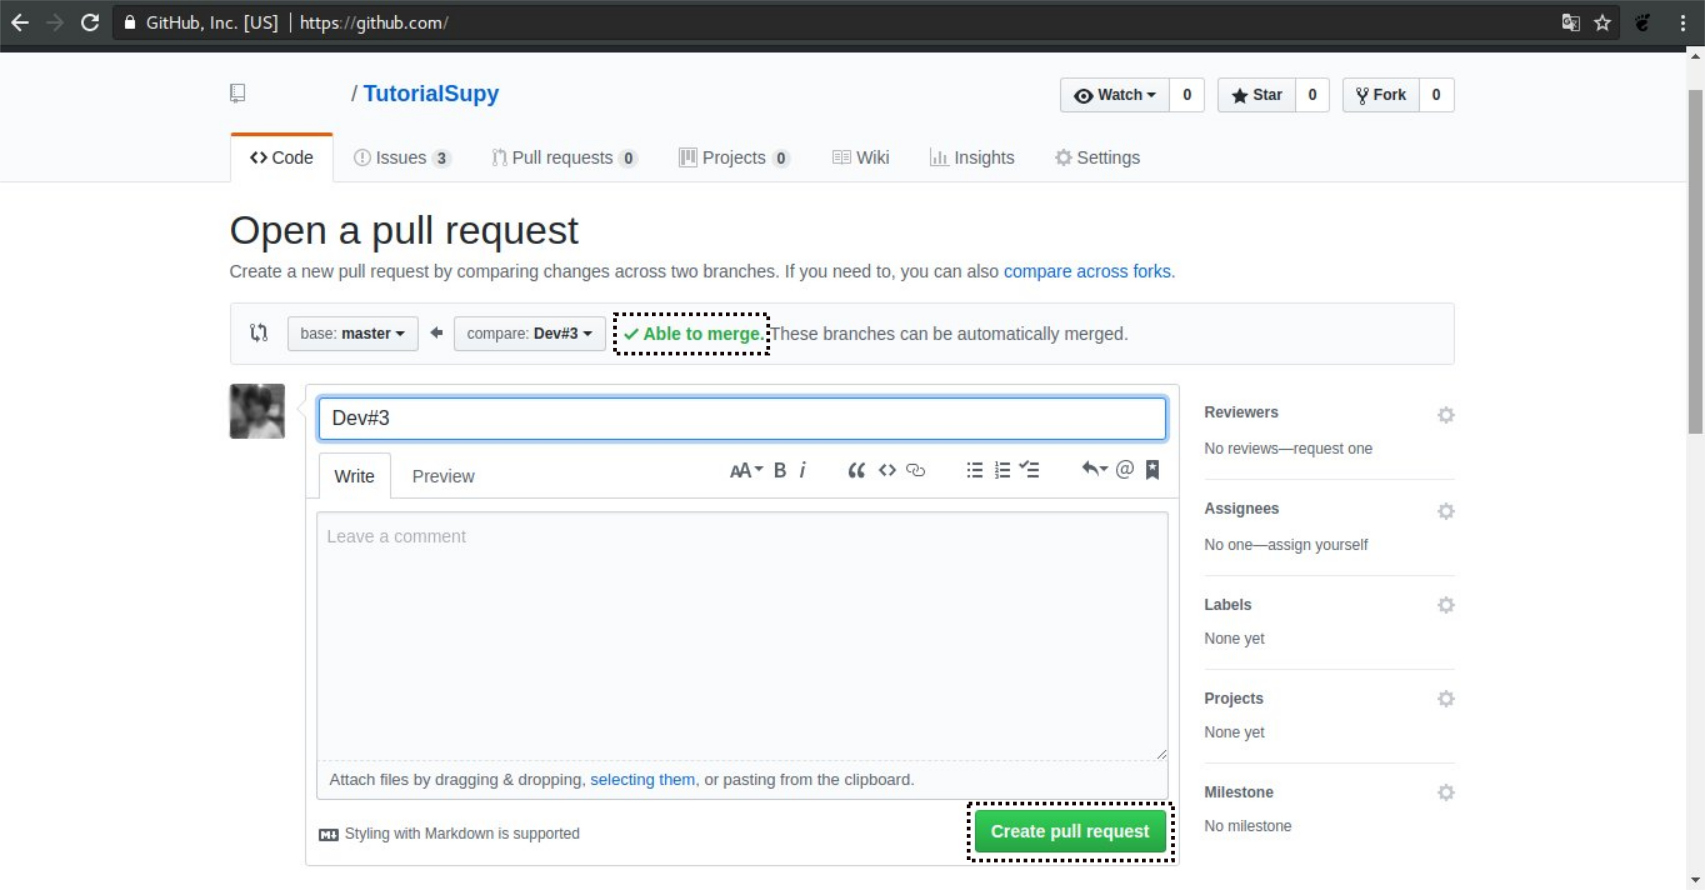 GitHub, Inc. [US] | https://github.com/
/ TutorialSupy
Watch 0 Star 0 Fork 0
Code Issues 3 Pull requests 0 Projects 0 Wiki Insights Settings
Open a pull request
Create a new pull request by comparing changes across two branches. If you need to, you can also compare across forks.
base: master compare: Dev#3 Able to merge. These branches can be automatically merged.
Dev#3
Write Preview AA B i @
Leave a comment
Attach files by dragging & dropping, selecting them, or pasting from the clipboard.
Styling with Markdown is supported
Create pull request
Reviewers
No reviews—request one
Assignees
No one—assign yourself
Labels
None yet
Projects
None yet
Milestone
No milestone